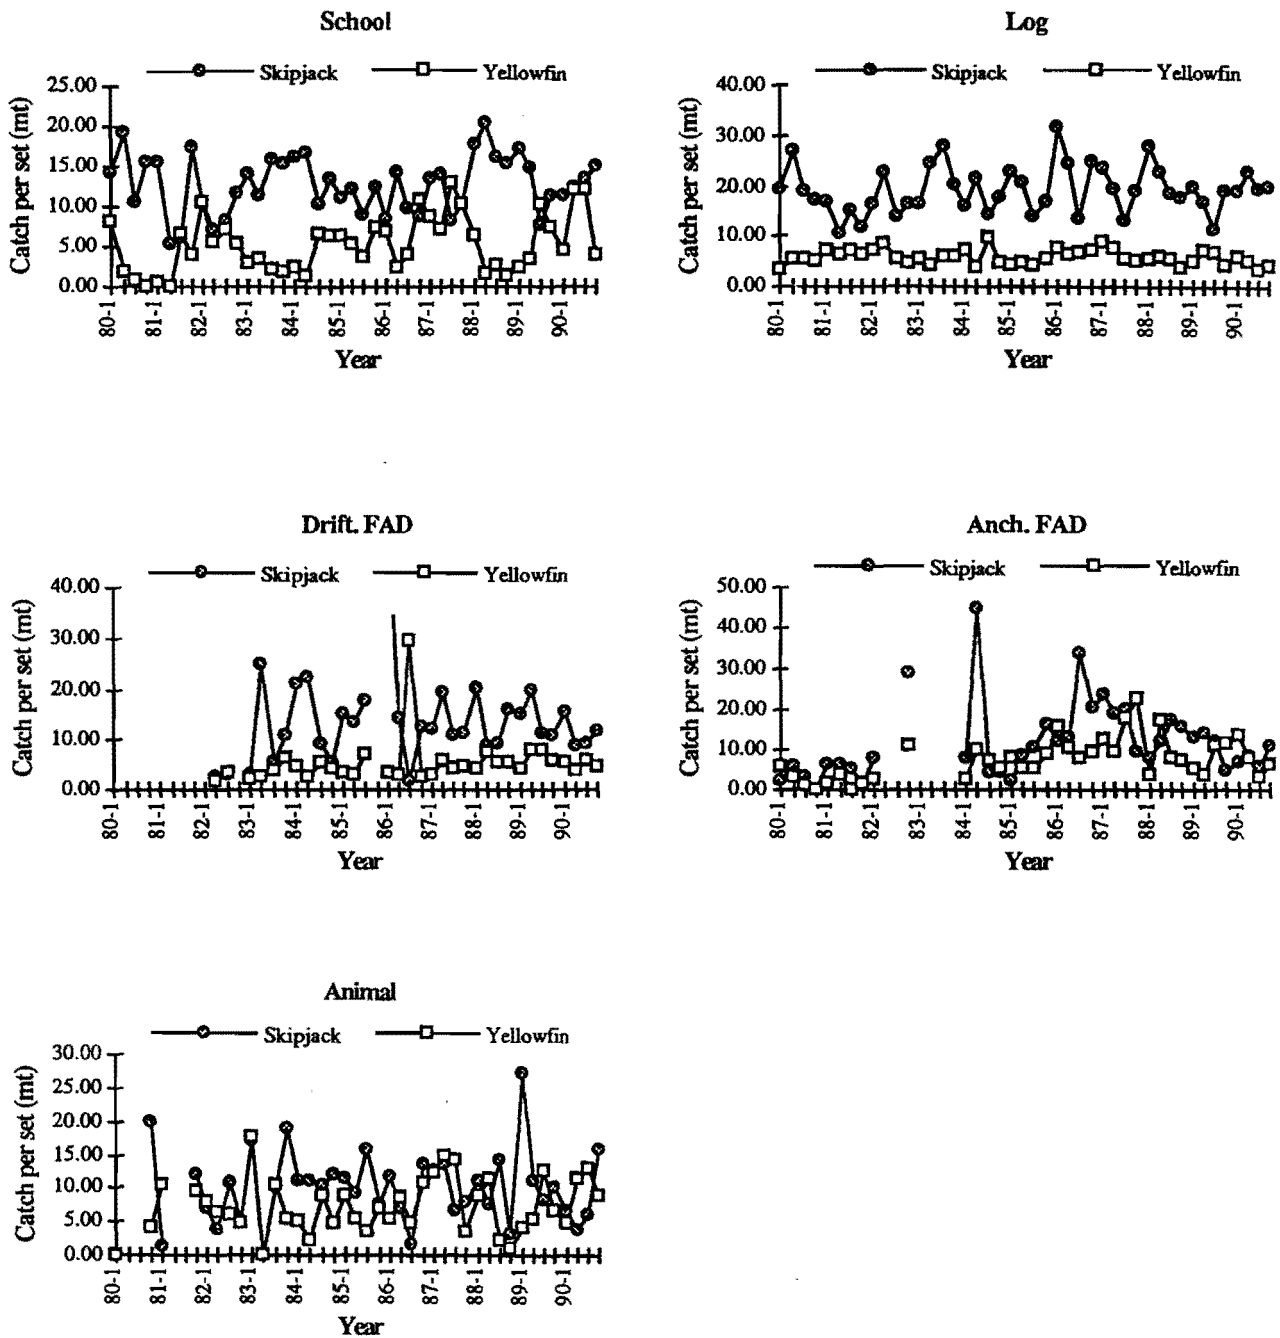 School
Skipjack Yellowfin
Catch per set (mt)
25.00
20.00
15.00
10.00
5.00
0.00
80-1 81-1 82-1 83-1 84-1 85-1 86-1 87-1 88-1 89-1 90-1
Year
Log
Skipjack Yellowfin
Catch per set (mt)
40.00
30.00
20.00
10.00
0.00
80-1 81-1 82-1 83-1 84-1 85-1 86-1 87-1 88-1 89-1 90-1
Year
Drift. FAD
Skipjack Yellowfin
Catch per set (mt)
40.00
30.00
20.00
10.00
0.00
80-1 81-1 82-1 83-1 84-1 85-1 86-1 87-1 88-1 89-1 90-1
Year
Anch. FAD
Skipjack Yellowfin
Catch per set (mt)
50.00
40.00
30.00
20.00
10.00
0.00
80-1 81-1 82-1 83-1 84-1 85-1 86-1 87-1 88-1 89-1 90-1
Year
Animal
Skipjack Yellowfin
Catch per set (mt)
30.00
25.00
20.00
15.00
10.00
5.00
0.00
80-1 81-1 82-1 83-1 84-1 85-1 86-1 87-1 88-1 89-1 90-1
Year